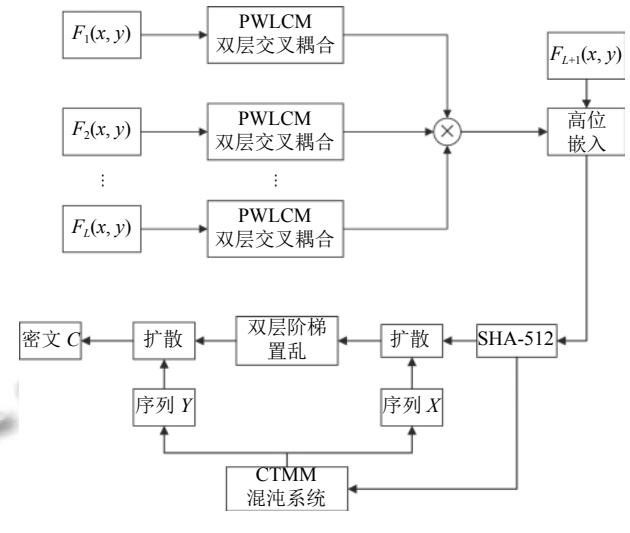 F₁(x, y)
PWLCM
双层交叉耦合
F₂(x, y)
PWLCM
双层交叉耦合
⋮
⋮
F_L(x, y)
PWLCM
双层交叉耦合
×
F_{L+1}(x, y)
高位
嵌入
密文 C
扩散
双层阶梯
置乱
扩散
SHA-512
序列 Y
序列 X
CTMM
混沌系统